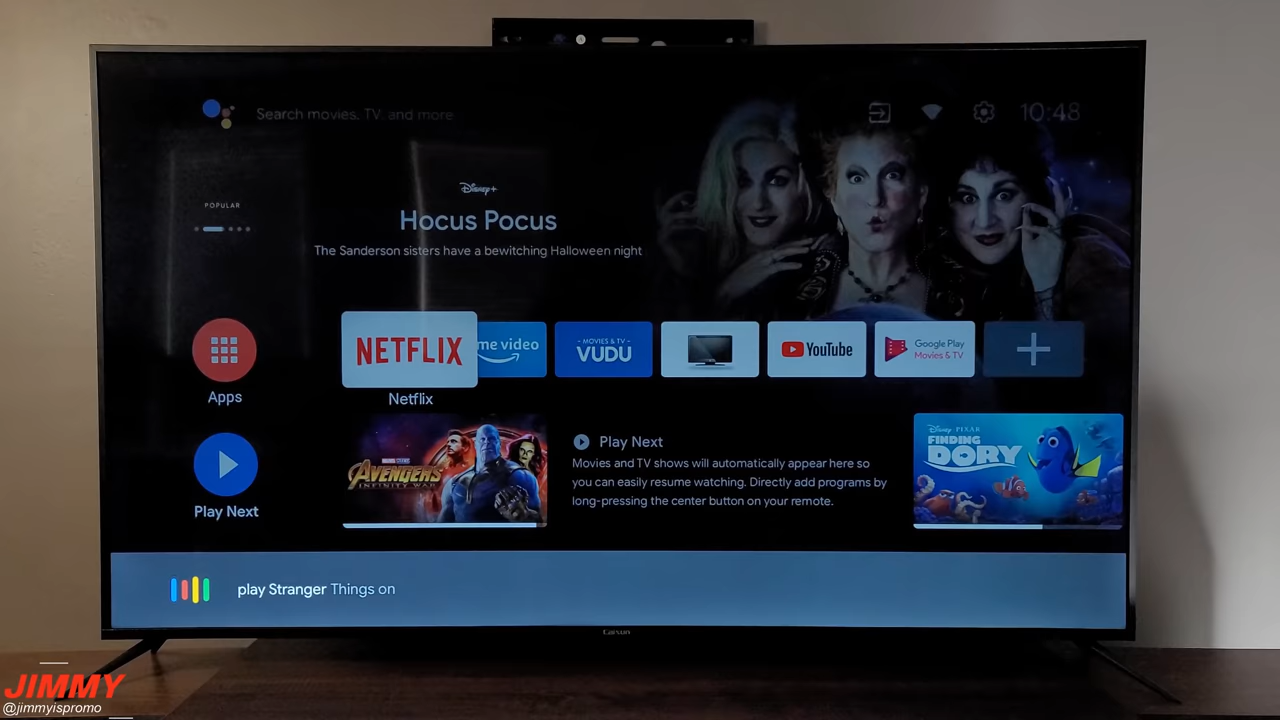 Search movies, TV, and more
10:48
POPULAR
Disney+
Hocus Pocus
The Sanderson sisters have a bewitching Halloween night
NETFLIX
me video
MOVIES & TV
VUDU
YouTube
Google Play
Movies & TV
Apps
Netflix
MARVEL STUDIOS
AVENGERS
INFINITY WAR
Play Next
Movies and TV shows will automatically appear here so
you can easily resume watching. Directly add programs by
long-pressing the center button on your remote.
Disney PIXAR
FINDING
DORY
Play Next
play Stranger Things on
Caixun
JIMMY
@jimmyispromo